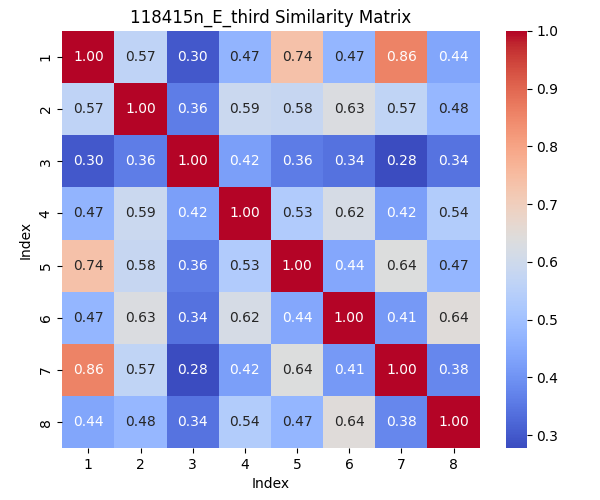 118415n_E_third Similarity Matrix
1 1.00 0.57 0.30 0.47 0.74 0.47 0.86 0.44
2 0.57 1.00 0.36 0.59 0.58 0.63 0.57 0.48
3 0.30 0.36 1.00 0.42 0.36 0.34 0.28 0.34
4 0.47 0.59 0.42 1.00 0.53 0.62 0.42 0.54
5 0.74 0.58 0.36 0.53 1.00 0.44 0.64 0.47
6 0.47 0.63 0.34 0.62 0.44 1.00 0.41 0.64
7 0.86 0.57 0.28 0.42 0.64 0.41 1.00 0.38
8 0.44 0.48 0.34 0.54 0.47 0.64 0.38 1.00
1 2 3 4 5 6 7 8
Index
Index
1.0
0.9
0.8
0.7
0.6
0.5
0.4
0.3